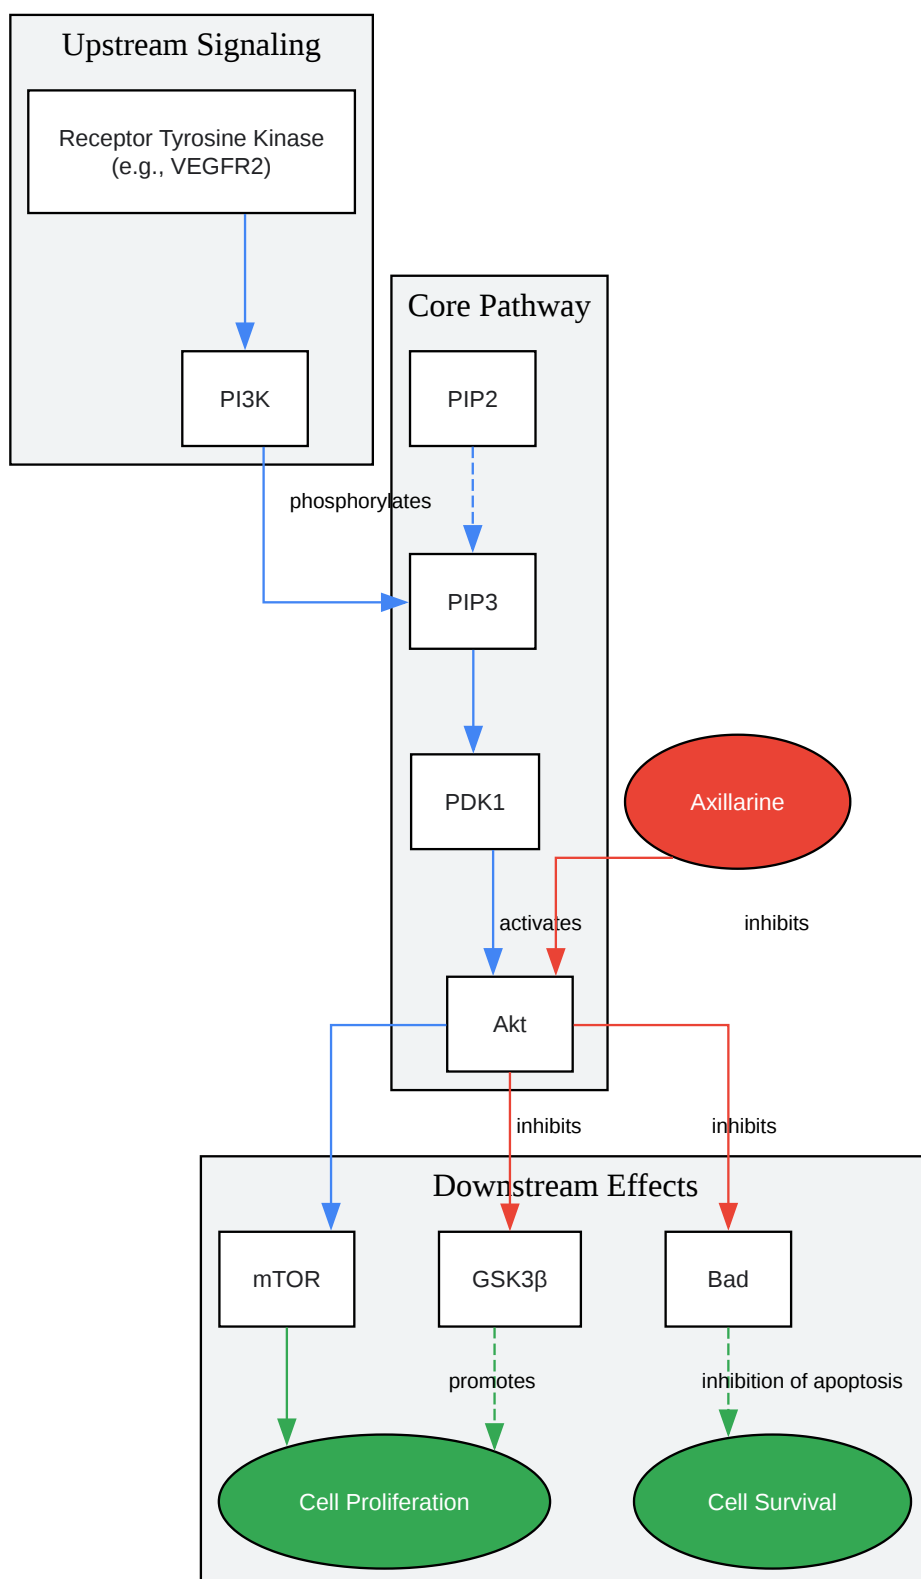 Upstream Signaling
Receptor Tyrosine Kinase
(e.g., VEGFR2)
Core Pathway
PI3K
PIP2
phosphorylates
PIP3
PDK1
Axillarine
activates
inhibits
Akt
inhibits
inhibits
Downstream Effects
mTOR
GSK3β
Bad
promotes
inhibition of apoptosis
Cell Proliferation
Cell Survival